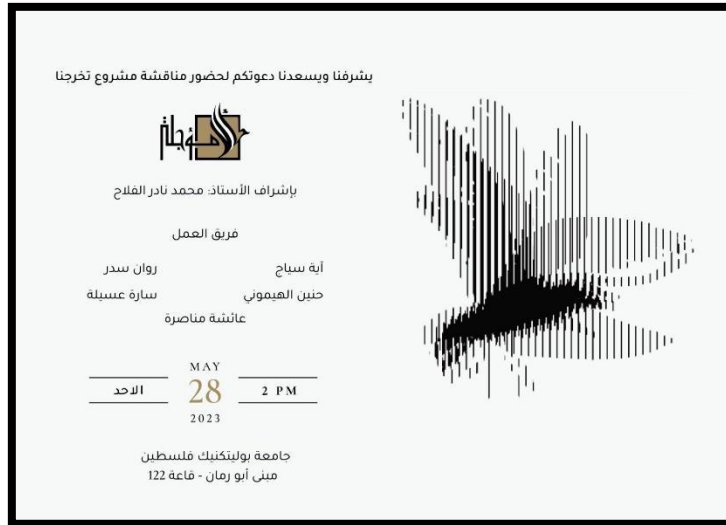 يشرفنا ويسعدنا دعوتكم لحضور مناقشة مشروع تخرجنا
مؤجلة
بإشراف الأستاذ: محمد نادر الفلاح
فريق العمل
آية سياج روان سدر
حنين الهيموني سارة عسيلة
عائشة مناصرة
MAY
الاحد 28 2 PM
2023
جامعة بوليتكنيك فلسطين
مبنى أبو رمان - قاعة 122